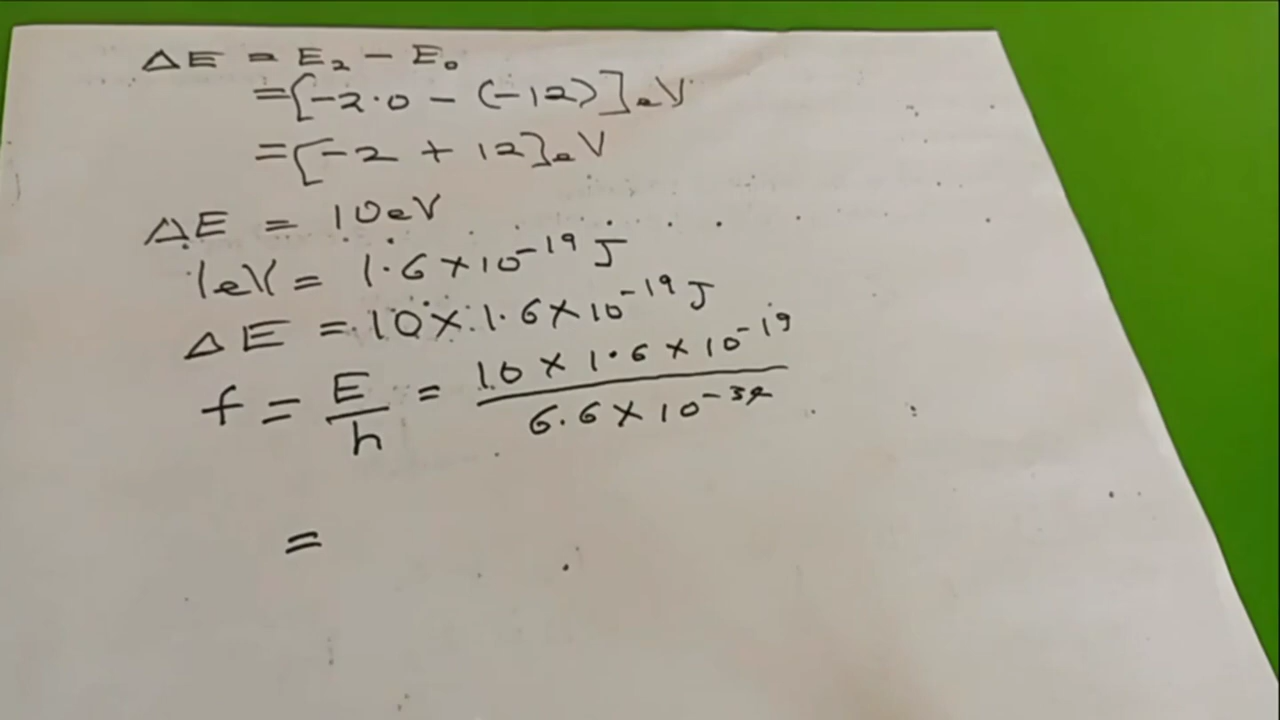 ΔE = E₂ − E₀
=[−2·0 − (−12)]eV
=[−2 + 12]eV
ΔE = 10eV
1eV = 1·6×10⁻¹⁹ J
ΔE = 10×1·6×10⁻¹⁹ J
f = E/h = 10 × 1·6 × 10⁻¹⁹ / 6·6×10⁻³⁴
=